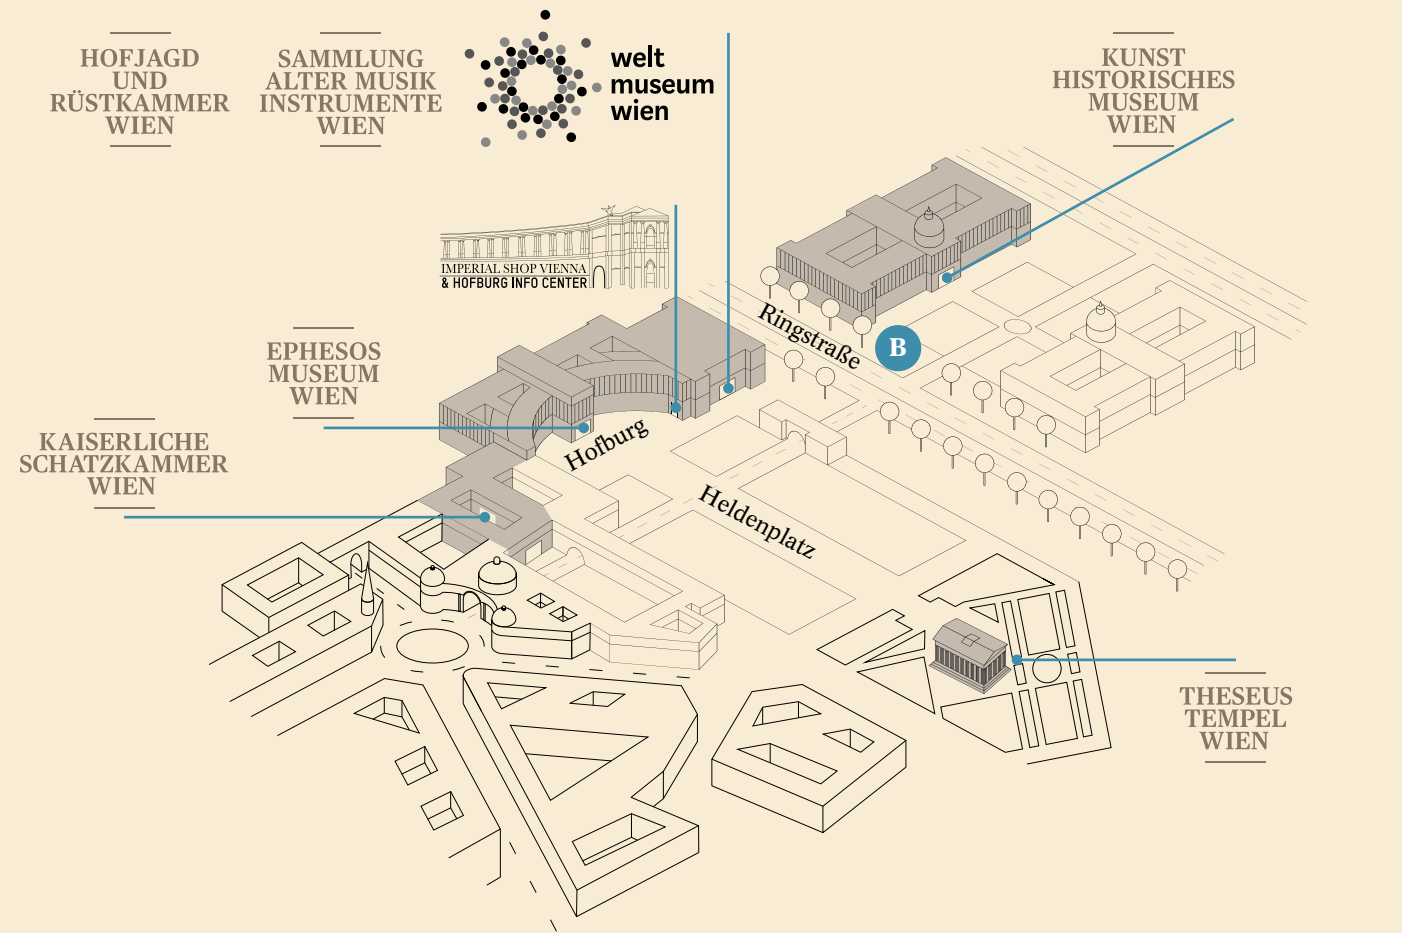 HOFJAGD
UND
RÜSTKAMMER
WIEN
SAMMLUNG
ALTER MUSIK
INSTRUMENTE
WIEN
welt
museum
wien
KUNST
HISTORISCHES
MUSEUM
WIEN
IMPERIAL SHOP VIENNA
& HOFBURG INFO CENTER
Ringstraße
B
EPHESOS
MUSEUM
WIEN
KAISERLICHE
SCHATZKAMMER
WIEN
Hofburg
Heldenplatz
THESEUS
TEMPEL
WIEN